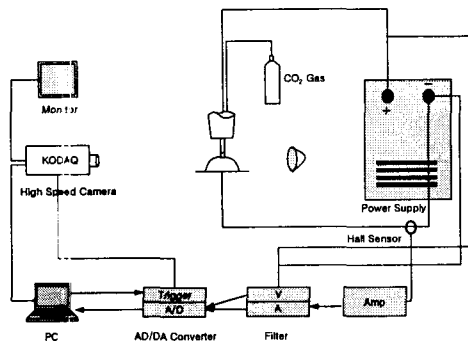 CO₂ Gas
Monitor
KODAQ
High Speed Camera
+
−
Power Supply
Hall Sensor
Trigger
A/D
V
A
Amp
PC
AD/DA Converter
Filter